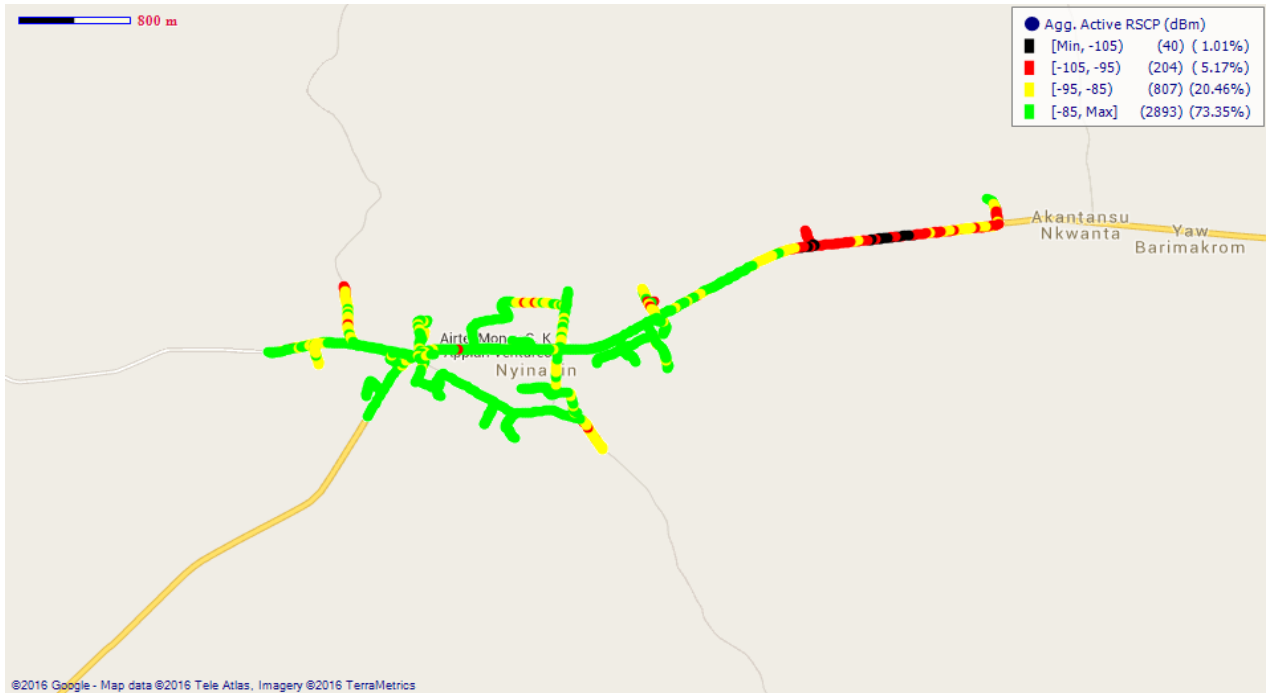 800 m
Agg. Active RSCP (dBm)
[Min, -105) (40) ( 1.01%)
[-105, -95) (204) ( 5.17%)
[-95, -85) (807) (20.46%)
[-85, Max] (2893) (73.35%)
Akantansu
Nkwanta
Yaw
Barimakrom
Ventures
©2016 Google - Map data ©2016 Tele Atlas, Imagery ©2016 TerraMetrics